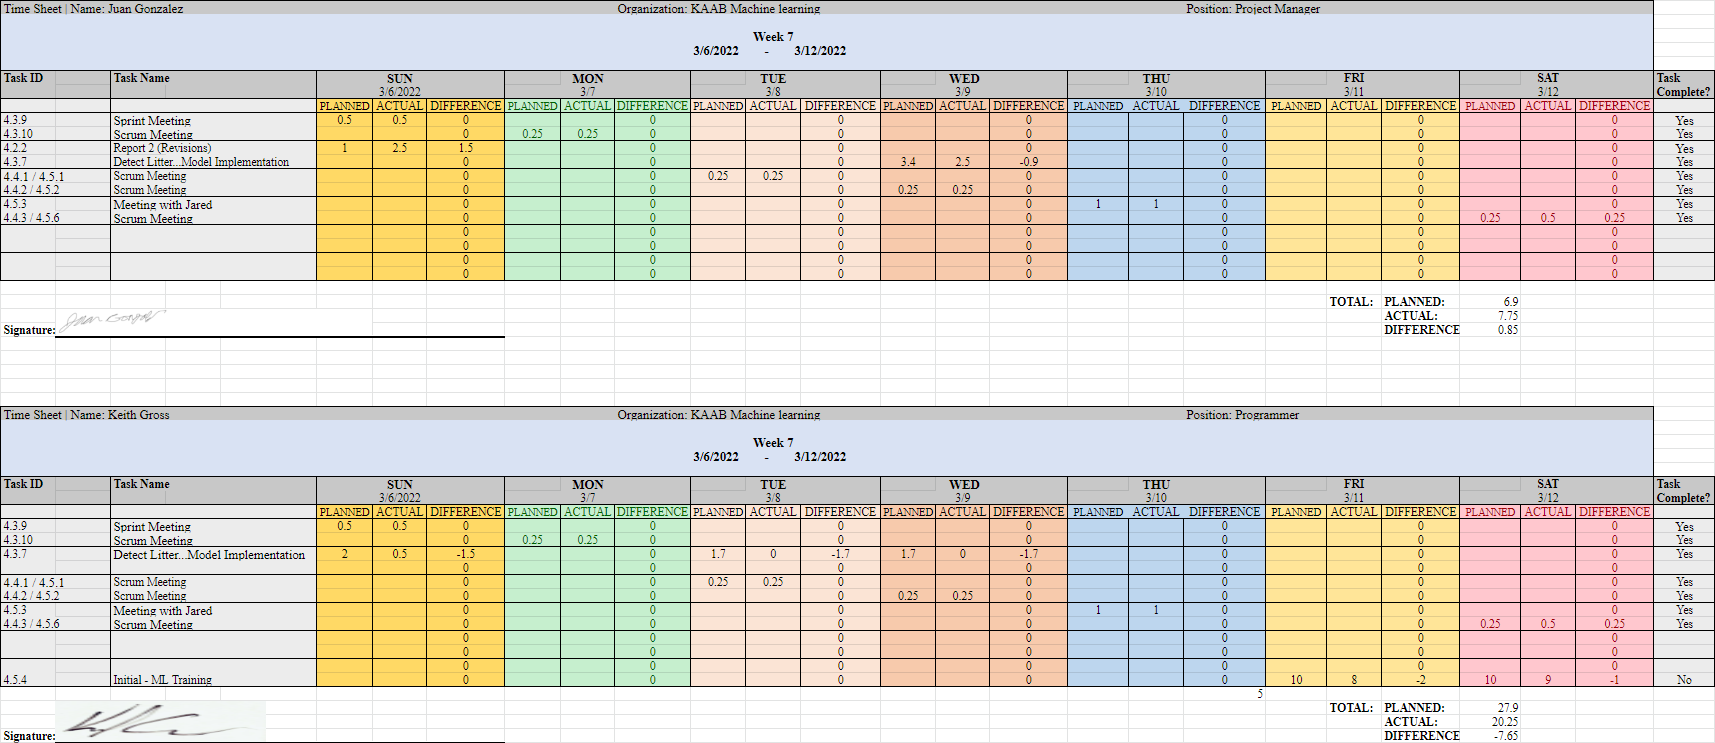 Time Sheet | Name: Juan Gonzalez Organization: KAAB Machine learning Position: Project Manager
Week 7
3/6/2022 - 3/12/2022
Task ID Task Name SUN MON TUE WED THU FRI SAT Task
3/6/2022 3/7 3/8 3/9 3/10 3/11 3/12 Complete?
PLANNED ACTUAL DIFFERENCE PLANNED ACTUAL DIFFERENCE PLANNED ACTUAL DIFFERENCE PLANNED ACTUAL DIFFERENCE PLANNED ACTUAL DIFFERENCE PLANNED ACTUAL DIFFERENCE PLANNED ACTUAL DIFFERENCE
4.3.9 Sprint Meeting 0.5 0.5 0 0 0 0 0 0 0 Yes
4.3.10 Scrum Meeting 0 0.25 0.25 0 0 0 0 0 0 Yes
4.2.2 Report 2 (Revisions) 1 2.5 1.5 0 0 0 0 0 0 Yes
4.3.7 Detect Litter...Model Implementation 0 0 0 3.4 2.5 -0.9 0 0 0 Yes
4.4.1 / 4.5.1 Scrum Meeting 0 0 0.25 0.25 0 0 0 0 0 Yes
4.4.2 / 4.5.2 Scrum Meeting 0 0 0 0.25 0.25 0 0 0 0 Yes
4.5.3 Meeting with Jared 0 0 0 0 1 1 0 0 0 Yes
4.4.3 / 4.5.6 Scrum Meeting 0 0 0 0 0 0 0.25 0.5 0.25 Yes
0 0 0 0 0 0 0
0 0 0 0 0 0 0
0 0 0 0 0 0 0
0 0 0 0 0 0 0
TOTAL: PLANNED: 6.9
ACTUAL: 7.75
Signature: Juan Gonzalez DIFFERENCE 0.85
Time Sheet | Name: Keith Gross Organization: KAAB Machine learning Position: Programmer
Week 7
3/6/2022 - 3/12/2022
Task ID Task Name SUN MON TUE WED THU FRI SAT Task
3/6/2022 3/7 3/8 3/9 3/10 3/11 3/12 Complete?
PLANNED ACTUAL DIFFERENCE PLANNED ACTUAL DIFFERENCE PLANNED ACTUAL DIFFERENCE PLANNED ACTUAL DIFFERENCE PLANNED ACTUAL DIFFERENCE PLANNED ACTUAL DIFFERENCE PLANNED ACTUAL DIFFERENCE
4.3.9 Sprint Meeting 0.5 0.5 0 0 0 0 0 0 0 Yes
4.3.10 Scrum Meeting 0 0.25 0.25 0 0 0 0 0 0 Yes
4.3.7 Detect Litter...Model Implementation 2 0.5 -1.5 0 1.7 0 -1.7 1.7 0 -1.7 0 0 0 Yes
0 0 0 0 0 0 0
4.4.1 / 4.5.1 Scrum Meeting 0 0 0.25 0.25 0 0 0 0 0 Yes
4.4.2 / 4.5.2 Scrum Meeting 0 0 0 0.25 0.25 0 0 0 0 Yes
4.5.3 Meeting with Jared 0 0 0 0 1 1 0 0 0 Yes
4.4.3 / 4.5.6 Scrum Meeting 0 0 0 0 0 0 0.25 0.5 0.25 Yes
0 0 0 0 0 0 0
0 0 0 0 0 0 0
0 0 0 0 0 0 0
4.5.4 Initial - ML Training 0 0 0 0 0 10 8 -2 10 9 -1 No
5
TOTAL: PLANNED: 27.9
ACTUAL: 20.25
Signature: DIFFERENCE -7.65